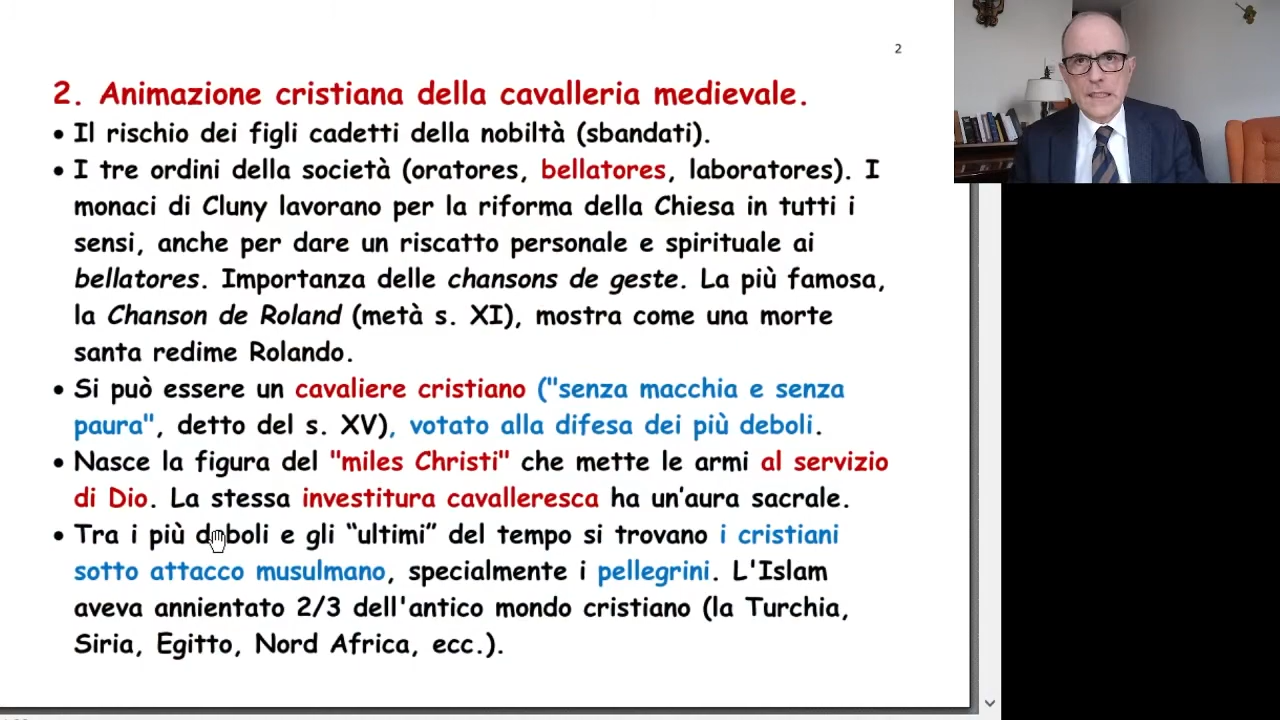 2
2. Animazione cristiana della cavalleria medievale.
• Il rischio dei figli cadetti della nobiltà (sbandati).
• I tre ordini della società (oratores, bellatores, laboratores). I
monaci di Cluny lavorano per la riforma della Chiesa in tutti i
sensi, anche per dare un riscatto personale e spirituale ai
bellatores. Importanza delle chansons de geste. La più famosa,
la Chanson de Roland (metà s. XI), mostra come una morte
santa redime Rolando.
• Si può essere un cavaliere cristiano ("senza macchia e senza
paura", detto del s. XV), votato alla difesa dei più deboli.
• Nasce la figura del "miles Christi" che mette le armi al servizio
di Dio. La stessa investitura cavalleresca ha un'aura sacrale.
• Tra i più deboli e gli “ultimi” del tempo si trovano i cristiani
sotto attacco musulmano, specialmente i pellegrini. L'Islam
aveva annientato 2/3 dell'antico mondo cristiano (la Turchia,
Siria, Egitto, Nord Africa, ecc.).